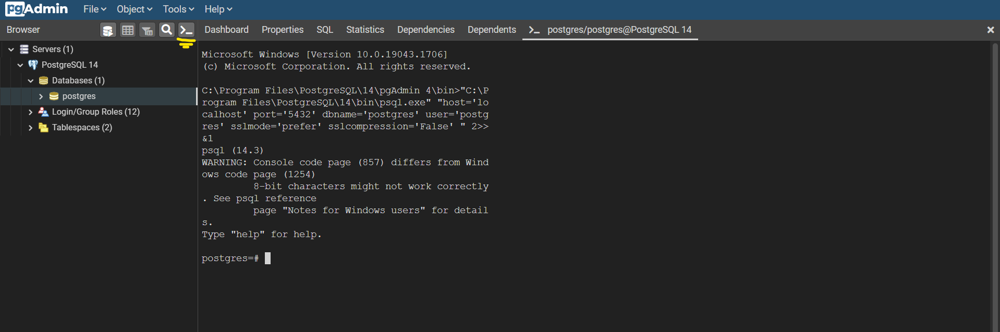 pgAdmin File Object Tools Help
Browser
Dashboard Properties SQL Statistics Dependencies Dependents postgres/postgres@PostgreSQL 14
Servers (1)
PostgreSQL 14
Databases (1)
postgres
Login/Group Roles (12)
Tablespaces (2)
Microsoft Windows [Version 10.0.19043.1706]
(c) Microsoft Corporation. All rights reserved.
C:\Program Files\PostgreSQL\14\pgAdmin 4\bin>"C:\P
rogram Files\PostgreSQL\14\bin\psql.exe" "host='lo
calhost' port='5432' dbname='postgres' user='postg
res' sslmode='prefer' sslcompression='False' " 2>>
&1
psql (14.3)
WARNING: Console code page (857) differs from Wind
ows code page (1254)
8-bit characters might not work correctly
. See psql reference
page "Notes for Windows users" for detail
s.
Type "help" for help.
postgres=#